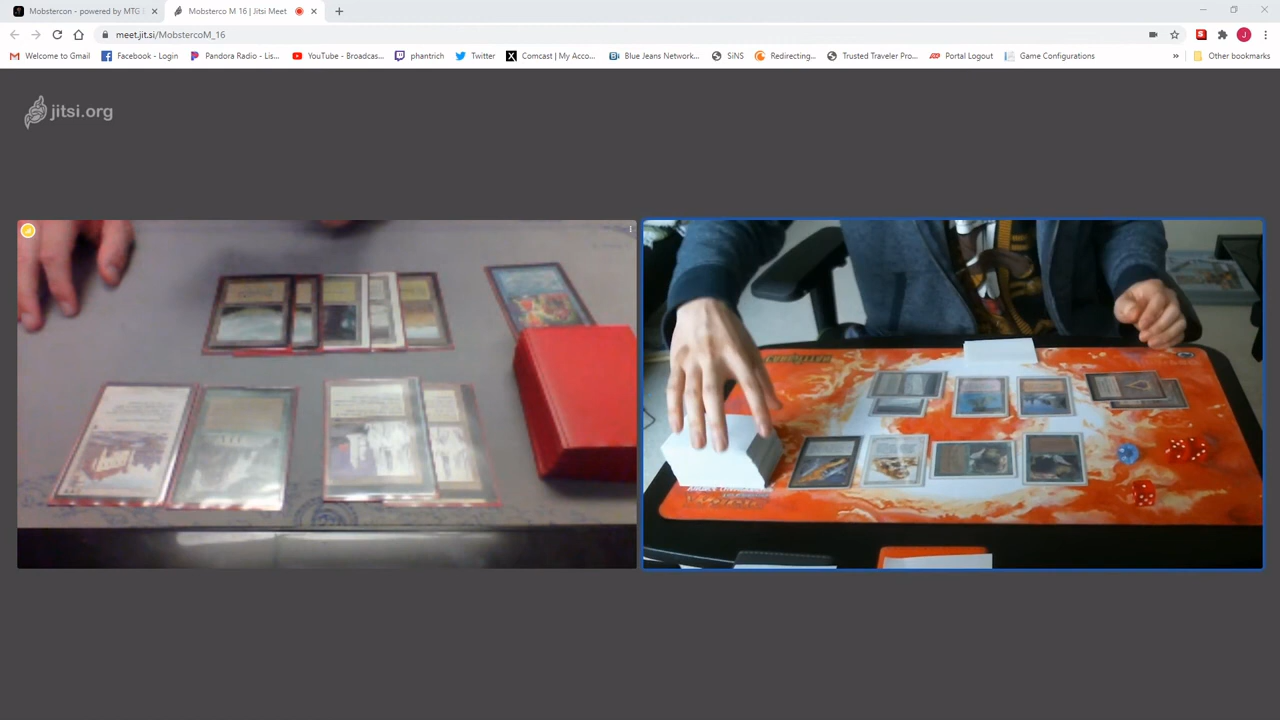 Mobstercon - powered by MTG
Mobsterco M 16 | Jitsi Meet
meet.jit.si/MobstercoM_16
Welcome to Gmail
Facebook - Login
Pandora Radio - Lis...
YouTube - Broadcas...
phantrich
Twitter
Comcast | My Acco...
Blue Jeans Network...
SiNS
Redirecting...
Trusted Traveler Pro...
Portal Logout
Game Configurations
»
Other bookmarks
J
jitsi.org